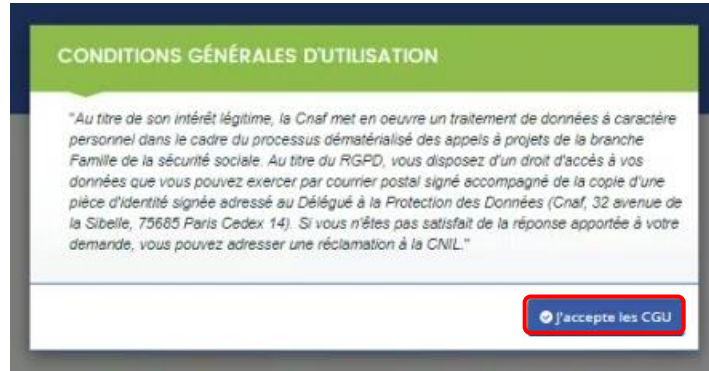 CONDITIONS GÉNÉRALES D'UTILISATION
"Au titre de son intérêt légitime, la Cnaf met en oeuvre un traitement de données à caractère
personnel dans le cadre du processus dématérialisé des appels à projets de la branche
Famille de la sécurité sociale. Au titre du RGPD, vous disposez d'un droit d'accès à vos
données que vous pouvez exercer par courrier postal signé accompagné de la copie d'une
pièce d'identité signée adressé au Délégué à la Protection des Données (Cnaf, 32 avenue de
la Sibelle, 75685 Paris Cedex 14). Si vous n'êtes pas satisfait de la réponse apportée à votre
demande, vous pouvez adresser une réclamation à la CNIL."
J'accepte les CGU